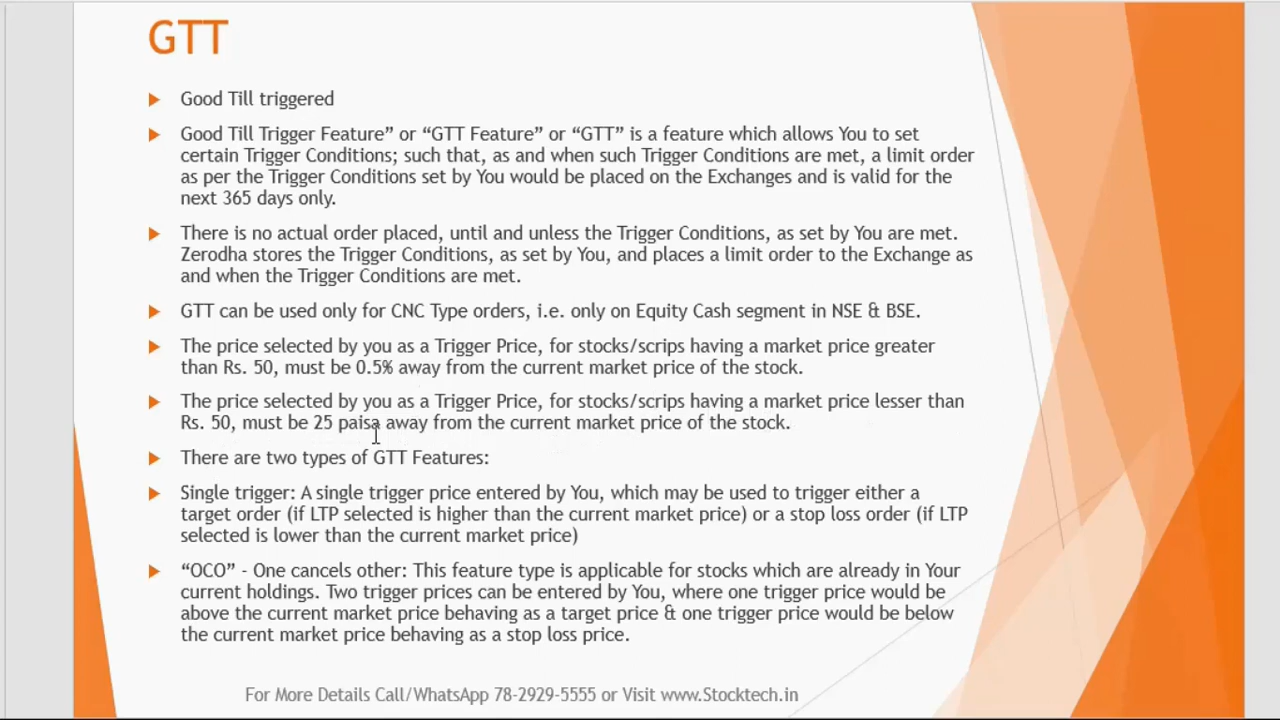 GTT
Good Till triggered
Good Till Trigger Feature” or “GTT Feature” or “GTT” is a feature which allows You to set
certain Trigger Conditions; such that, as and when such Trigger Conditions are met, a limit order
as per the Trigger Conditions set by You would be placed on the Exchanges and is valid for the
next 365 days only.
There is no actual order placed, until and unless the Trigger Conditions, as set by You are met.
Zerodha stores the Trigger Conditions, as set by You, and places a limit order to the Exchange as
and when the Trigger Conditions are met.
GTT can be used only for CNC Type orders, i.e. only on Equity Cash segment in NSE & BSE.
The price selected by you as a Trigger Price, for stocks/scrips having a market price greater
than Rs. 50, must be 0.5% away from the current market price of the stock.
The price selected by you as a Trigger Price, for stocks/scrips having a market price lesser than
Rs. 50, must be 25 paisa away from the current market price of the stock.
There are two types of GTT Features:
Single trigger: A single trigger price entered by You, which may be used to trigger either a
target order (if LTP selected is higher than the current market price) or a stop loss order (if LTP
selected is lower than the current market price)
“OCO” - One cancels other: This feature type is applicable for stocks which are already in Your
current holdings. Two trigger prices can be entered by You, where one trigger price would be
above the current market price behaving as a target price & one trigger price would be below
the current market price behaving as a stop loss price.
For More Details Call/WhatsApp 78-2929-5555 or Visit www.Stocktech.in